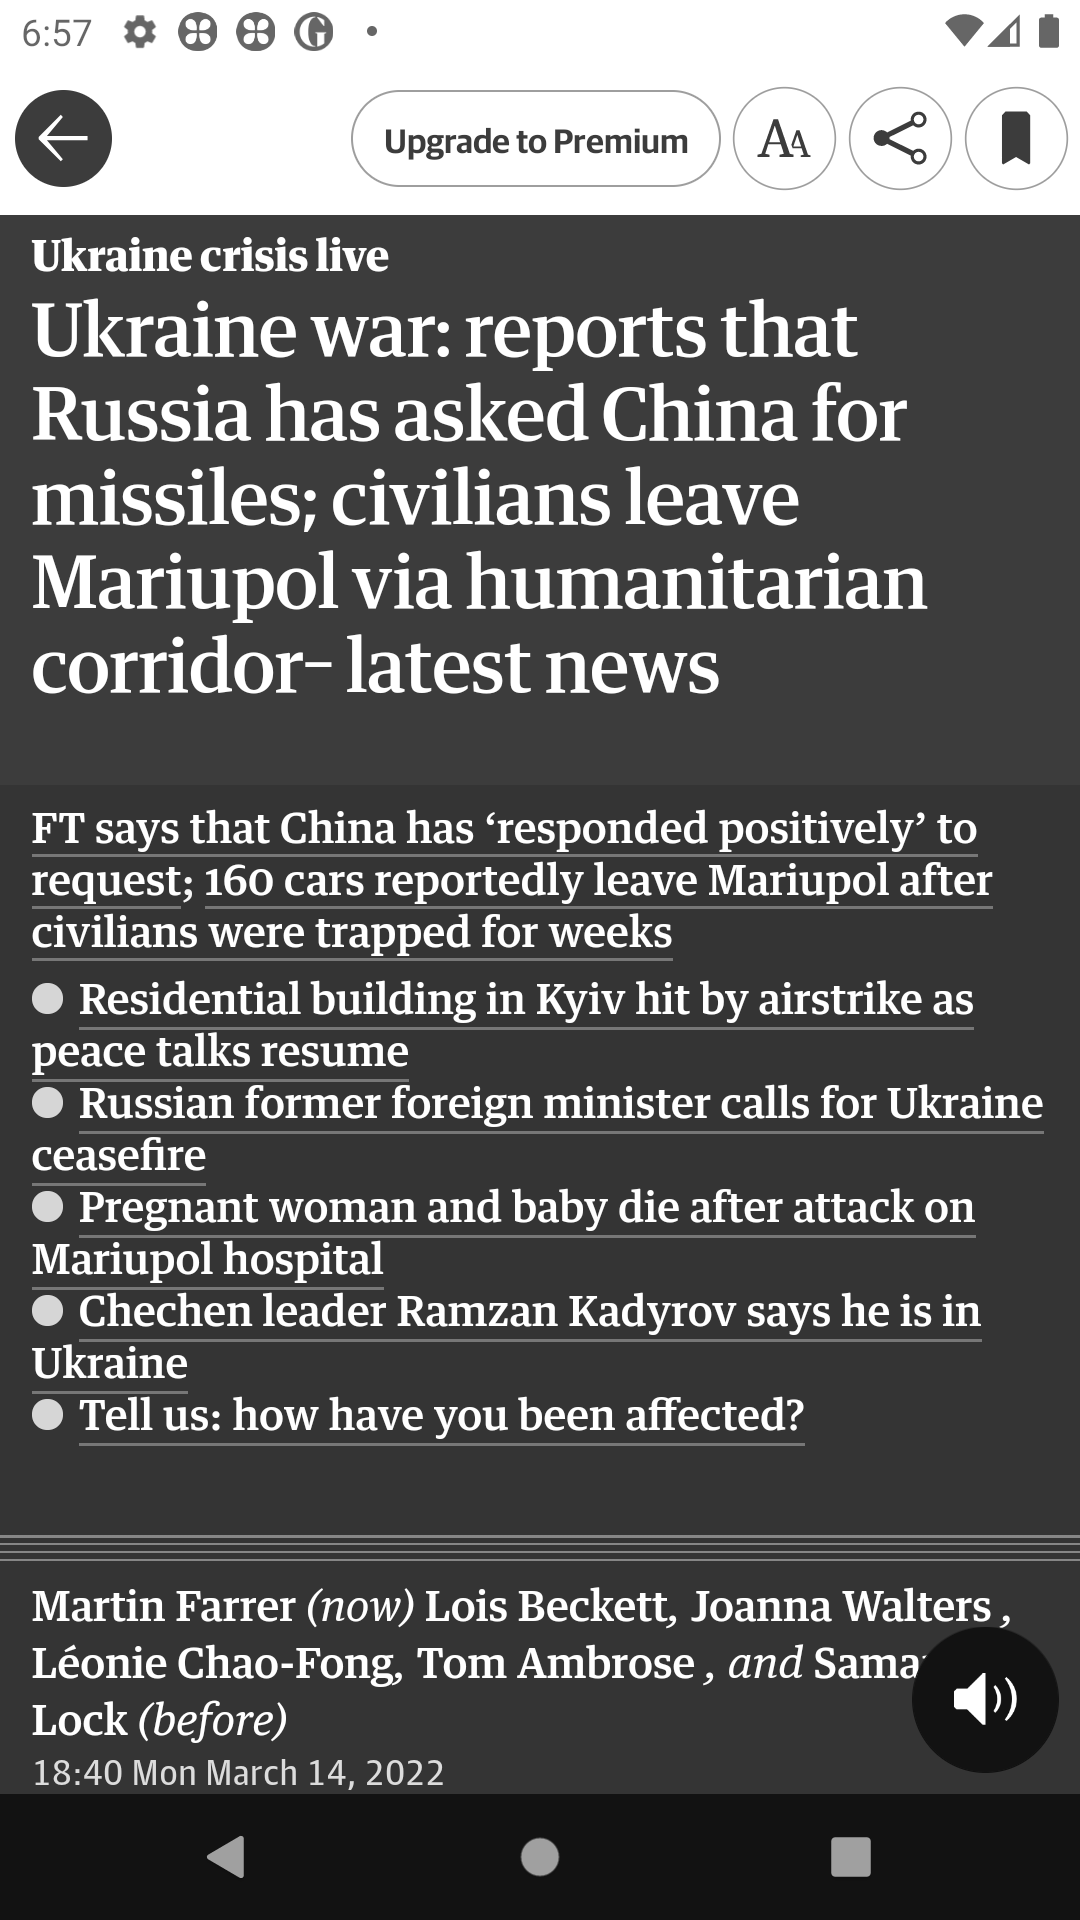 6:57
Upgrade to Premium
AA
Ukraine crisis live
Ukraine war: reports that
Russia has asked China for
missiles; civilians leave
Mariupol via humanitarian
corridor– latest news
FT says that China has ‘responded positively’ to
request; 160 cars reportedly leave Mariupol after
civilians were trapped for weeks
● Residential building in Kyiv hit by airstrike as
peace talks resume
● Russian former foreign minister calls for Ukraine
ceasefire
● Pregnant woman and baby die after attack on
Mariupol hospital
● Chechen leader Ramzan Kadyrov says he is in
Ukraine
● Tell us: how have you been affected?
Martin Farrer (now) Lois Beckett, Joanna Walters ,
Léonie Chao-Fong, Tom Ambrose , and
Lock (before)
18:40 Mon March 14, 2022